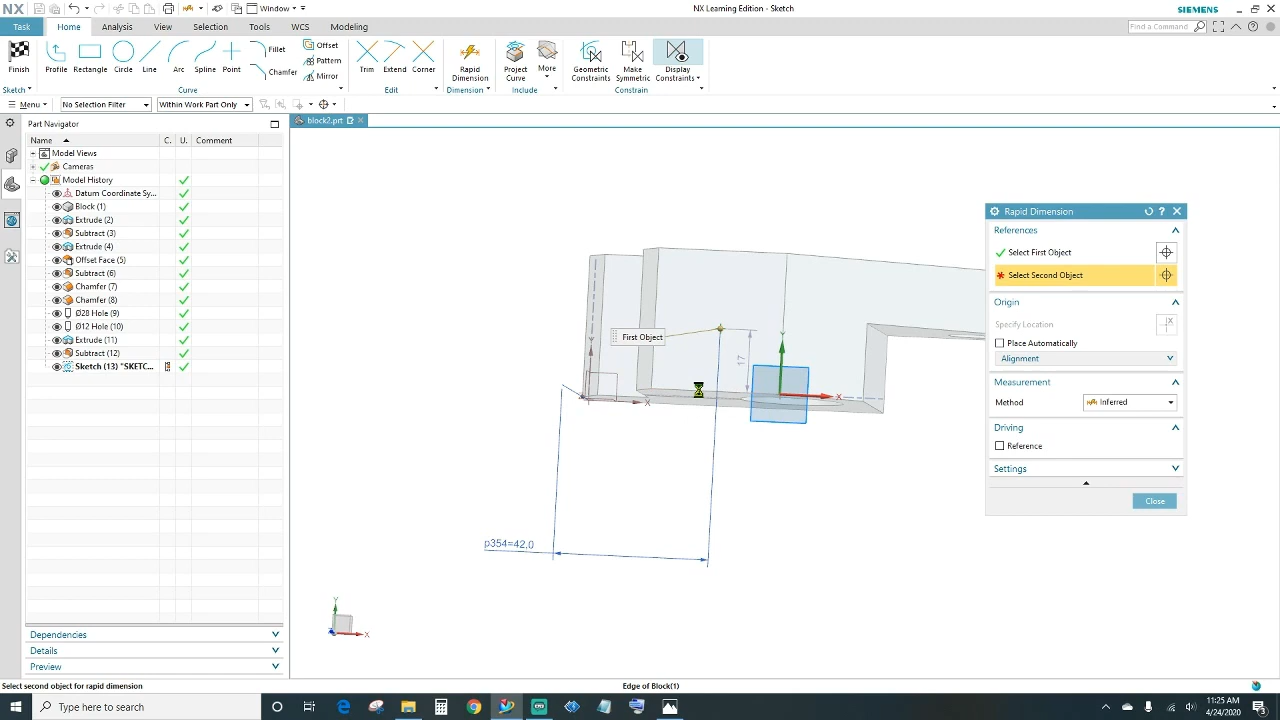 NX
Window
NX Learning Edition - Sketch
SIEMENS
Task
Home
Analysis
View
Selection
Tools
WCS
Modeling
Find a Command
Finish
Profile
Rectangle
Circle
Line
Arc
Spline
Point
Fillet
Chamfer
Offset
Pattern
Mirror
Trim
Extend
Corner
Rapid Dimension
Project Curve
More
Geometric Constraints
Make Symmetric
Display Constraints
Sketch
Curve
Edit
Dimension
Include
Constrain
Menu
No Selection Filter
Within Work Part Only
Part Navigator
block2.prt
Name
C.
U.
Comment
Model Views
Cameras
Model History
Datum Coordinate Sy...
Block (1)
Extrude (2)
Subtract (3)
Extrude (4)
Offset Face (5)
Subtract (6)
Chamfer (7)
Chamfer (8)
Ø28 Hole (9)
Ø12 Hole (10)
Extrude (11)
Subtract (12)
Sketch (13) "SKETC...
Dependencies
Details
Preview
First Object
17
Y
X
Y
X
p354=42,0
Y
X
Rapid Dimension
References
Select First Object
Select Second Object
Origin
Specify Location
Place Automatically
Alignment
Measurement
Method
Inferred
Driving
Reference
Settings
Close
Select second object for rapid dimension
Edge of Block(1)
Type here to search
11:25 AM
4/24/2020